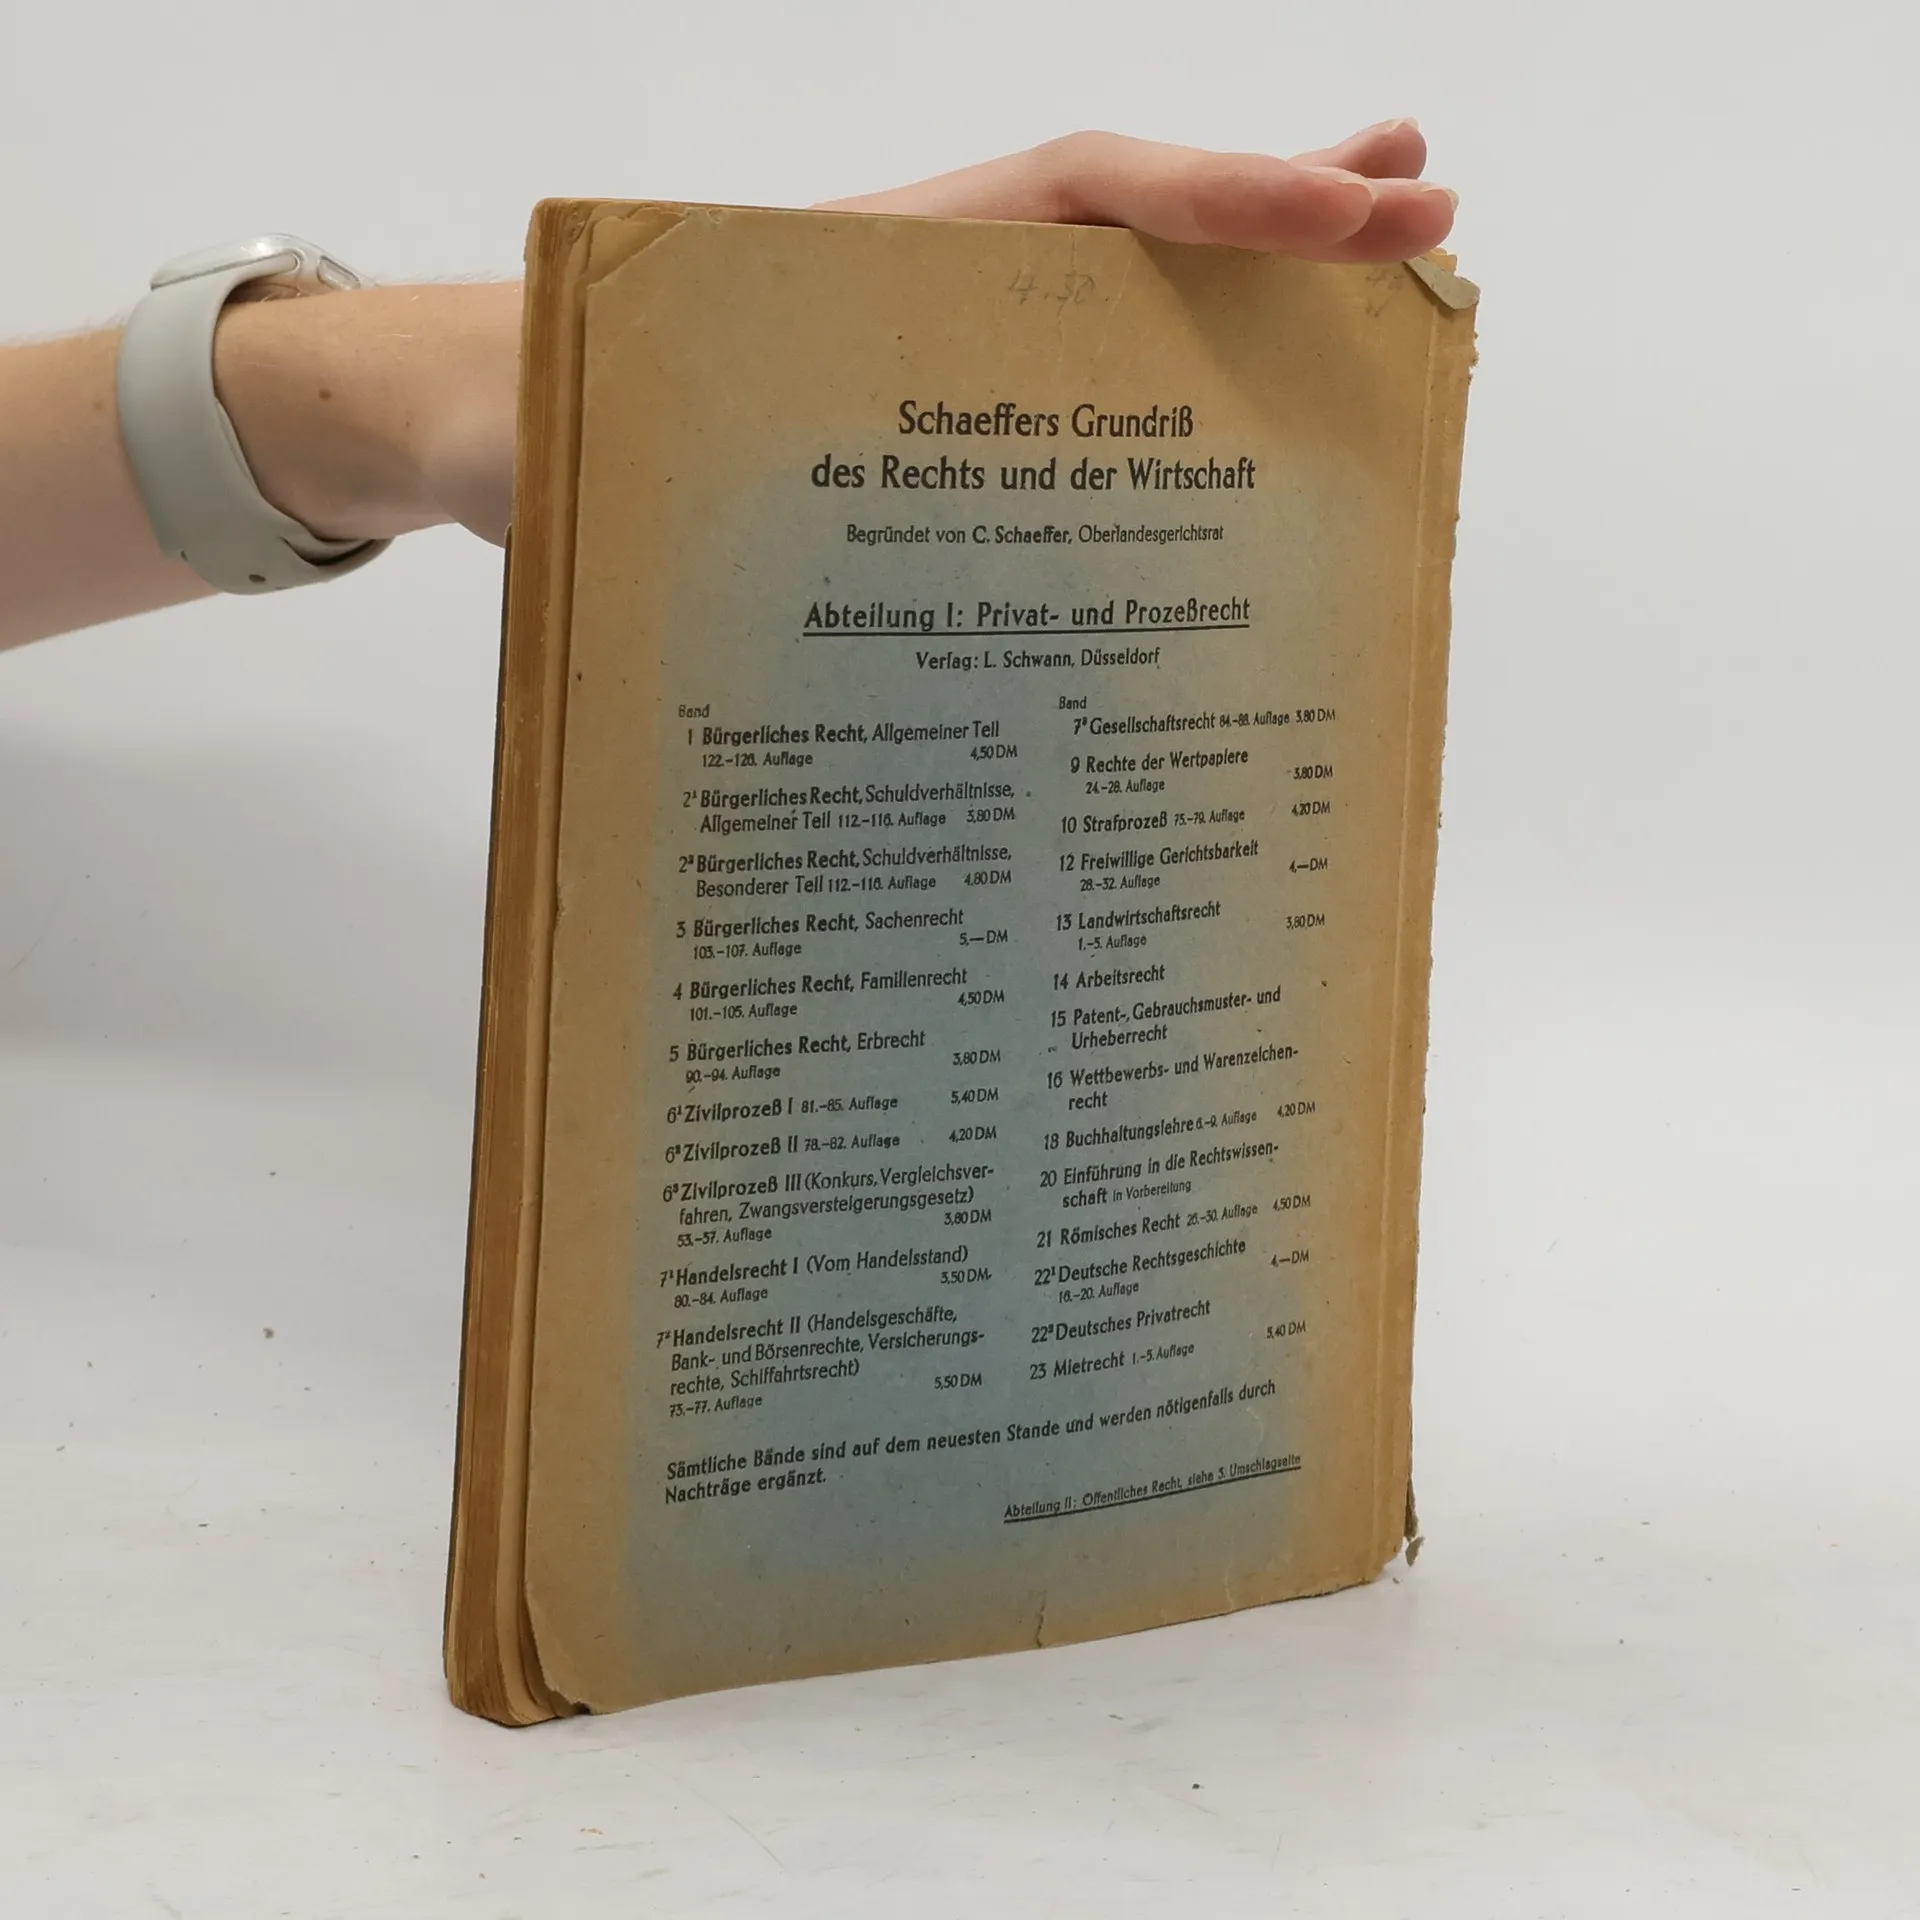 4.50.
Schaeffers Grundriß
des Rechts und der Wirtschaft
Begründet von C. Schaeffer, Oberlandesgerichtsrat
Abteilung I: Privat- und Prozeßrecht
Verlag: L. Schwann, Düsseldorf
Band
1 Bürgerliches Recht, Allgemeiner Teil
122.-126. Auflage 4,50 DM
2¹ Bürgerliches Recht, Schuldverhältnisse,
Allgemeiner Teil 112.-116. Auflage 3,80 DM
2² Bürgerliches Recht, Schuldverhältnisse,
Besonderer Teil 112.-116. Auflage 4,80 DM
3 Bürgerliches Recht, Sachenrecht
103.-107. Auflage 5,— DM
4 Bürgerliches Recht, Familienrecht
101.-105. Auflage 4,50 DM
5 Bürgerliches Recht, Erbrecht
90.-94. Auflage 3,80 DM
6¹ Zivilprozeß I 81.-85. Auflage 5,40 DM
6² Zivilprozeß II 78.-82. Auflage 4,20 DM
6³ Zivilprozeß III (Konkurs, Vergleichsver-
fahren, Zwangsversteigerungsgesetz)
53.-57. Auflage 3,80 DM
7¹ Handelsrecht I (Vom Handelsstand)
80.-84. Auflage 3,50 DM
7² Handelsrecht II (Handelsgeschäfte,
Bank- und Börsenrechte, Versicherungs-
rechte, Schiffahrtsrecht)
73.-77. Auflage 5,50 DM
Band
7³ Gesellschaftsrecht 84.-88. Auflage 3,80 DM
9 Rechte der Wertpapiere
24.-28. Auflage 3,80 DM
10 Strafprozeß 75.-79. Auflage 4,20 DM
12 Freiwillige Gerichtsbarkeit
28.-32. Auflage 4,— DM
13 Landwirtschaftsrecht
1.-5. Auflage 3,80 DM
14 Arbeitsrecht
15 Patent-, Gebrauchsmuster- und
Urheberrecht
16 Wettbewerbs- und Warenzeichen-
recht
18 Buchhaltungslehre 6.-9. Auflage 4,20 DM
20 Einführung in die Rechtswissen-
schaft in Vorbereitung
21 Römisches Recht 26.-30. Auflage 4,50 DM
22¹ Deutsche Rechtsgeschichte
16.-20. Auflage 4,— DM
22² Deutsches Privatrecht
23 Mietrecht 1.-5. Auflage 5,40 DM
Sämtliche Bände sind auf dem neuesten Stande und werden nötigenfalls durch
Nachträge ergänzt.
Abteilung II: Öffentliches Recht, siehe 3. Umschlagseite